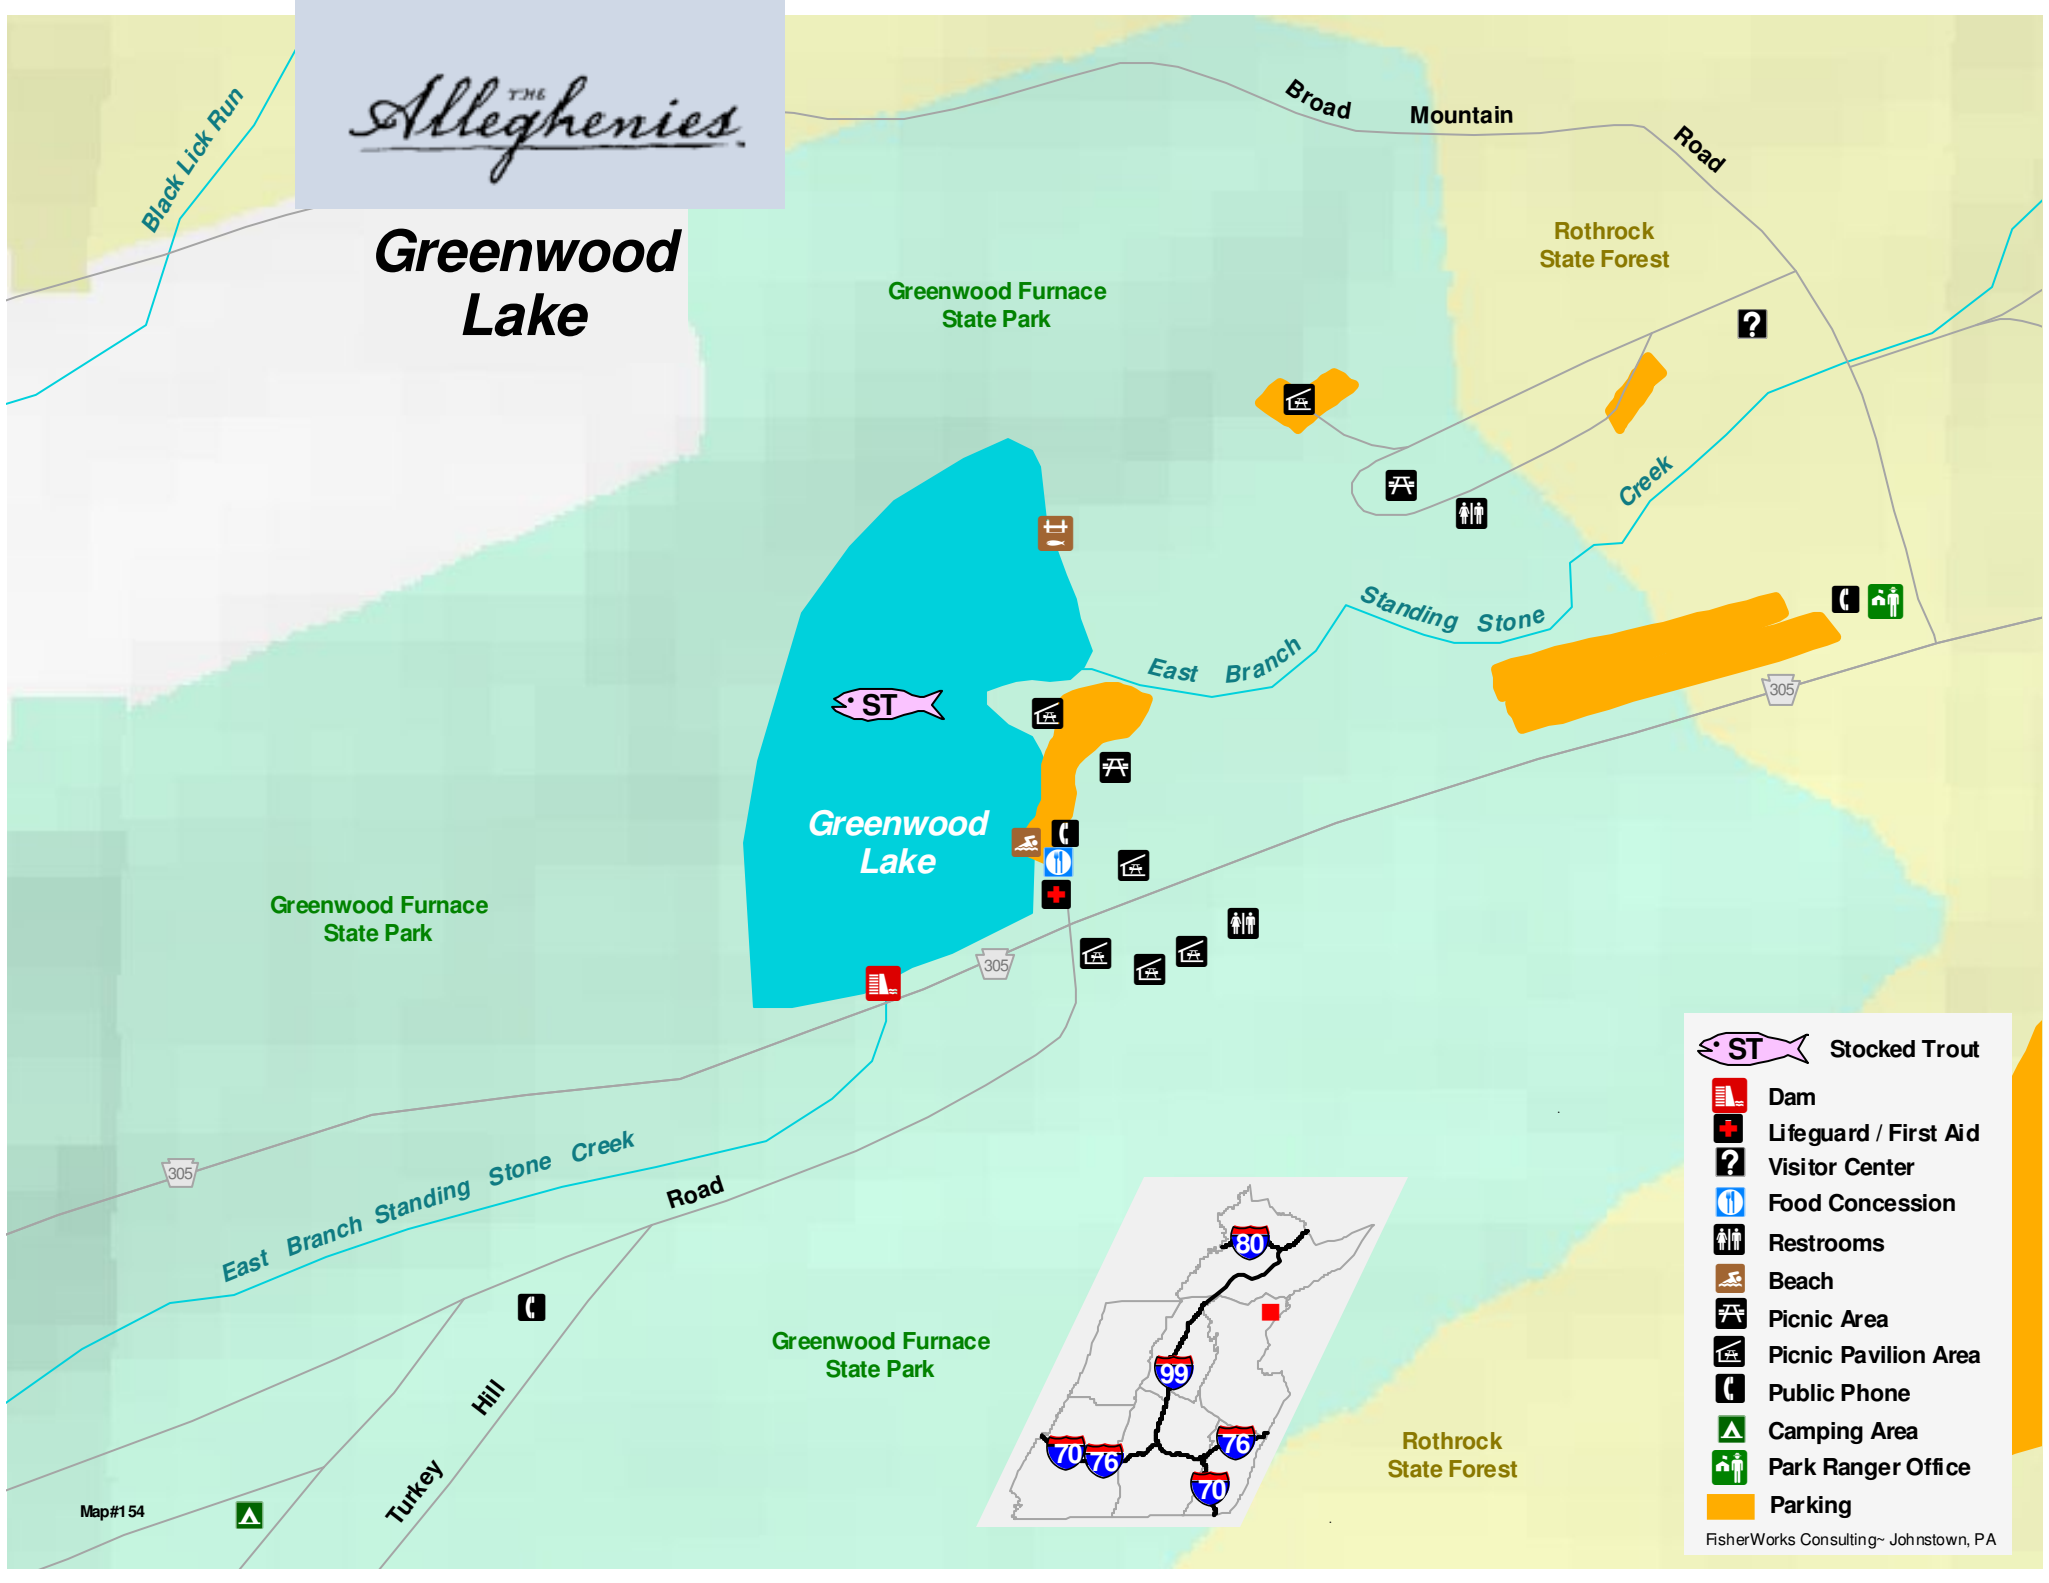 THE
Alleghenies
Greenwood
Lake
Black Lick Run
Broad Mountain Road
Rothrock
State Forest
Greenwood Furnace
State Park
Creek
Standing Stone
East Branch
305
ST
Greenwood
Lake
Greenwood Furnace
State Park
305
305
East Branch Standing Stone Creek
Road
Hill
Turkey
Greenwood Furnace
State Park
Map#154
80
99
70
76
76
70
Rothrock
State Forest
ST Stocked Trout
Dam
Lifeguard / First Aid
? Visitor Center
Food Concession
Restrooms
Beach
Picnic Area
Picnic Pavilion Area
Public Phone
Camping Area
Park Ranger Office
Parking
FisherWorks Consulting~ Johnstown, PA